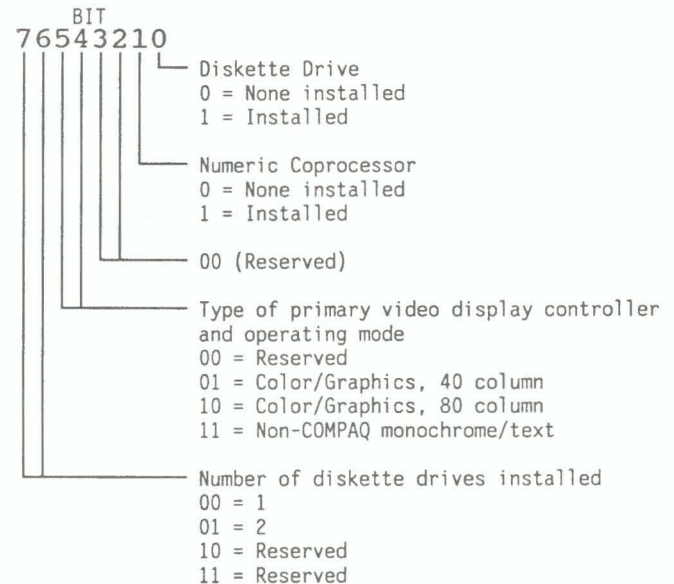 BIT
76543210
Diskette Drive
0 = None installed
1 = Installed
Numeric Coprocessor
0 = None installed
1 = Installed
00 (Reserved)
Type of primary video display controller
and operating mode
00 = Reserved
01 = Color/Graphics, 40 column
10 = Color/Graphics, 80 column
11 = Non-COMPAQ monochrome/text
Number of diskette drives installed
00 = 1
01 = 2
10 = Reserved
11 = Reserved